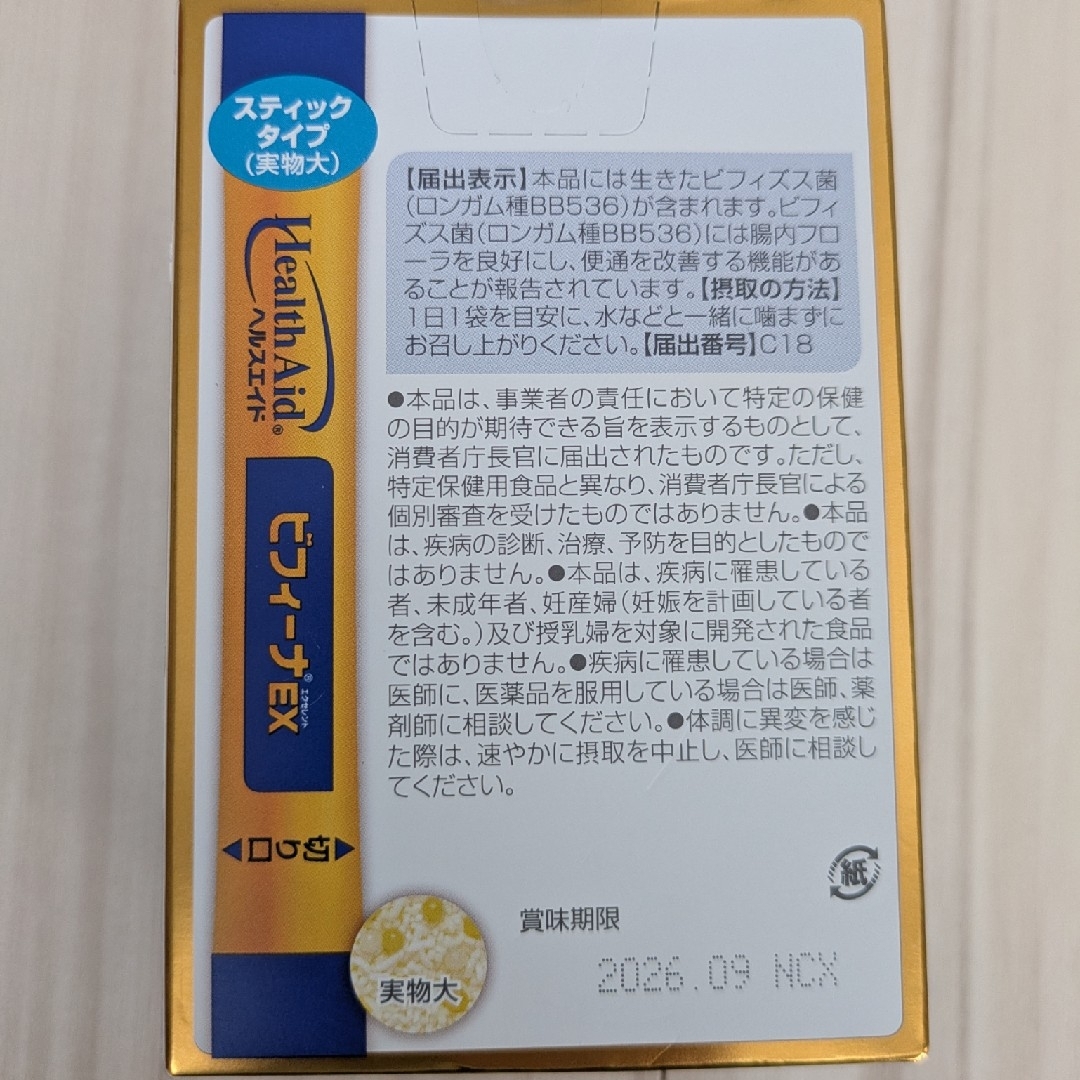 スティック
タイプ
(実物大)
Health Aid®
ヘルスエイド
ビフィーナ®EX
エクセレント
切り口
【届出表示】本品には生きたビフィズス菌
(ロンガム種BB536)が含まれます。ビフィ
ズス菌(ロンガム種BB536)には腸内フロ
ーラを良好にし、便通を改善する機能があ
ることが報告されています。【摂取の方法】
1日1袋を目安に、水などと一緒に噛まずに
お召し上がりください。【届出番号】C18
●本品は、事業者の責任において特定の保健
の目的が期待できる旨を表示するものとして、
消費者庁長官に届出されたものです。ただし、
特定保健用食品と異なり、消費者庁長官による
個別審査を受けたものではありません。●本品
は、疾病の診断、治療、予防を目的としたもので
はありません。●本品は、疾病に罹患している
者、未成年者、妊産婦(妊娠を計画している者
を含む。)及び授乳婦を対象に開発された食品
ではありません。●疾病に罹患している場合は
医師に、医薬品を服用している場合は医師、薬
剤師に相談してください。●体調に異変を感じ
た際は、速やかに摂取を中止し、医師に相談し
てください。
紙
実物大
賞味期限
2026.09 NCX